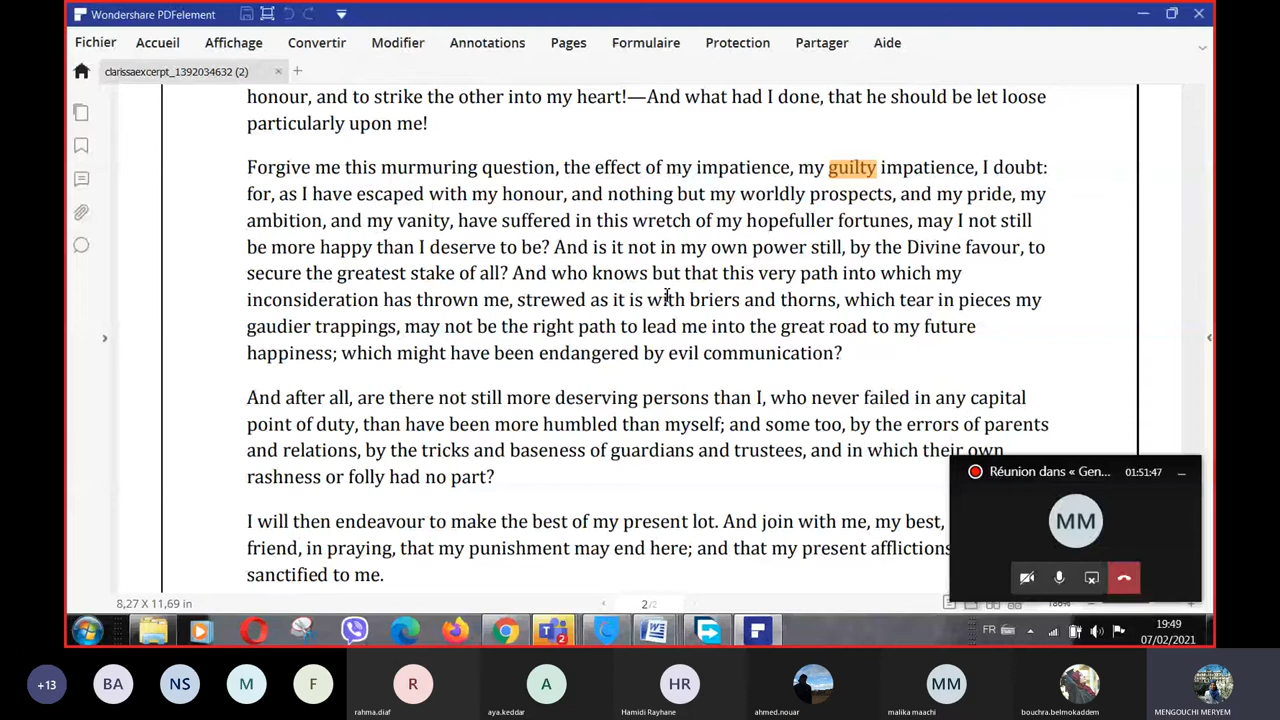 Wondershare PDFelement
Fichier Accueil Affichage Convertir Modifier Annotations Pages Formulaire Protection Partager Aide
clarissaexcerpt_1392034632 (2)
honour, and to strike the other into my heart!—And what had I done, that he should be let loose
particularly upon me!
Forgive me this murmuring question, the effect of my impatience, my guilty impatience, I doubt:
for, as I have escaped with my honour, and nothing but my worldly prospects, and my pride, my
ambition, and my vanity, have suffered in this wretch of my hopefuller fortunes, may I not still
be more happy than I deserve to be? And is it not in my own power still, by the Divine favour, to
secure the greatest stake of all? And who knows but that this very path into which my
inconsideration has thrown me, strewed as it is with briers and thorns, which tear in pieces my
gaudier trappings, may not be the right path to lead me into the great road to my future
happiness; which might have been endangered by evil communication?
And after all, are there not still more deserving persons than I, who never failed in any capital
point of duty, than have been more humbled than myself; and some too, by the errors of parents
and relations, by the tricks and baseness of guardians and trustees, and in which their own
rashness or folly had no part?
I will then endeavour to make the best of my present lot. And join with me, my best,
friend, in praying, that my punishment may end here; and that my present afflictions
sanctified to me.
Réunion dans « Gen... 01:51:47
MM
8,27 X 11,69 in
2/2
FR
19:49
07/02/2021
2
+13 BA NS M F R A HR MM
rahma.diaf aya.keddar Hamidi Rayhane ahmed.nouar malika maachi bouchra.belmokaddem MENGOUCHI MERYEM